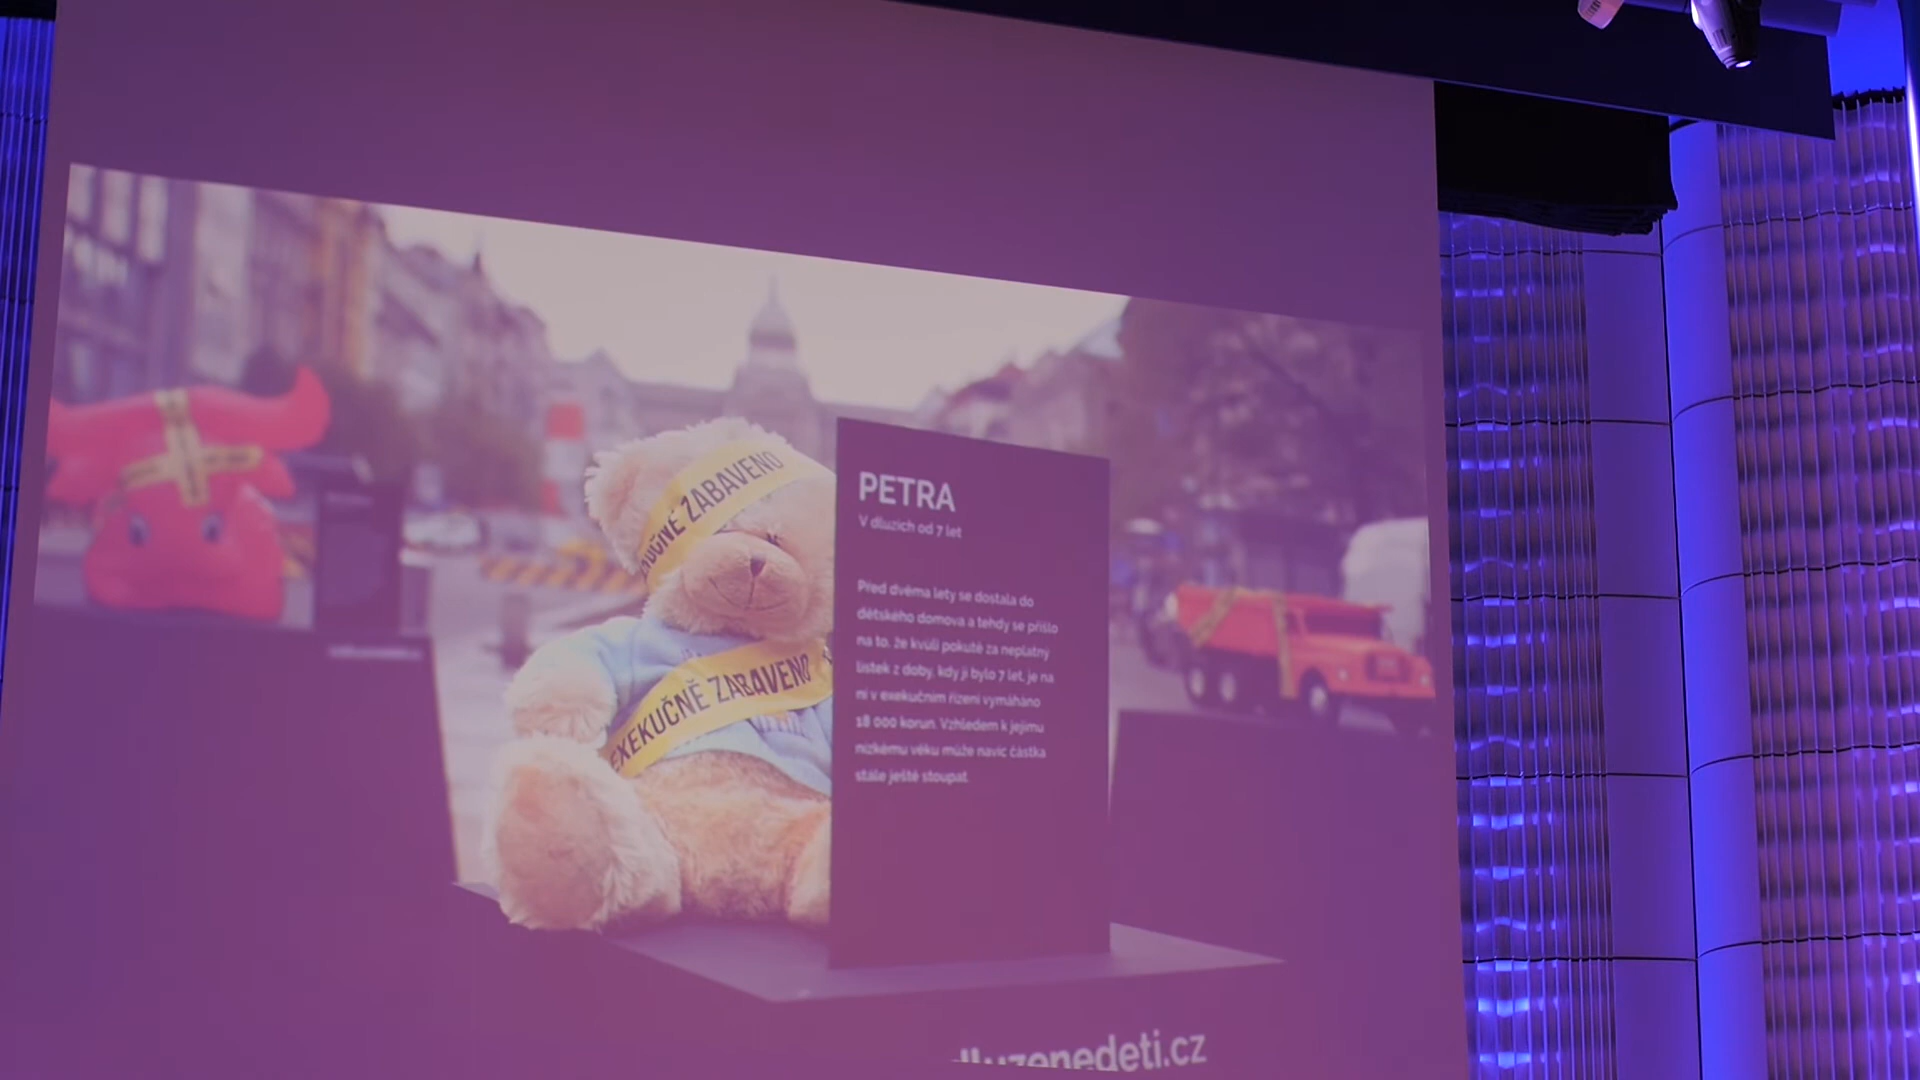 UČNĚ ZABAVENO
EXEKUČNĚ ZABAVENO
PETRA
V dluzích od 7 let
Před dvěma lety se dostala do
dětského domova a tehdy se přišlo
na to, že kvůli pokutě za neplatný
lístek z doby, kdy jí bylo 7 let, je na
ni v exekučním řízení vymáháno
18 000 korun. Vzhledem k jejímu
nízkému věku může navíc částka
stále ještě stoupat.
dluzenedeti.cz